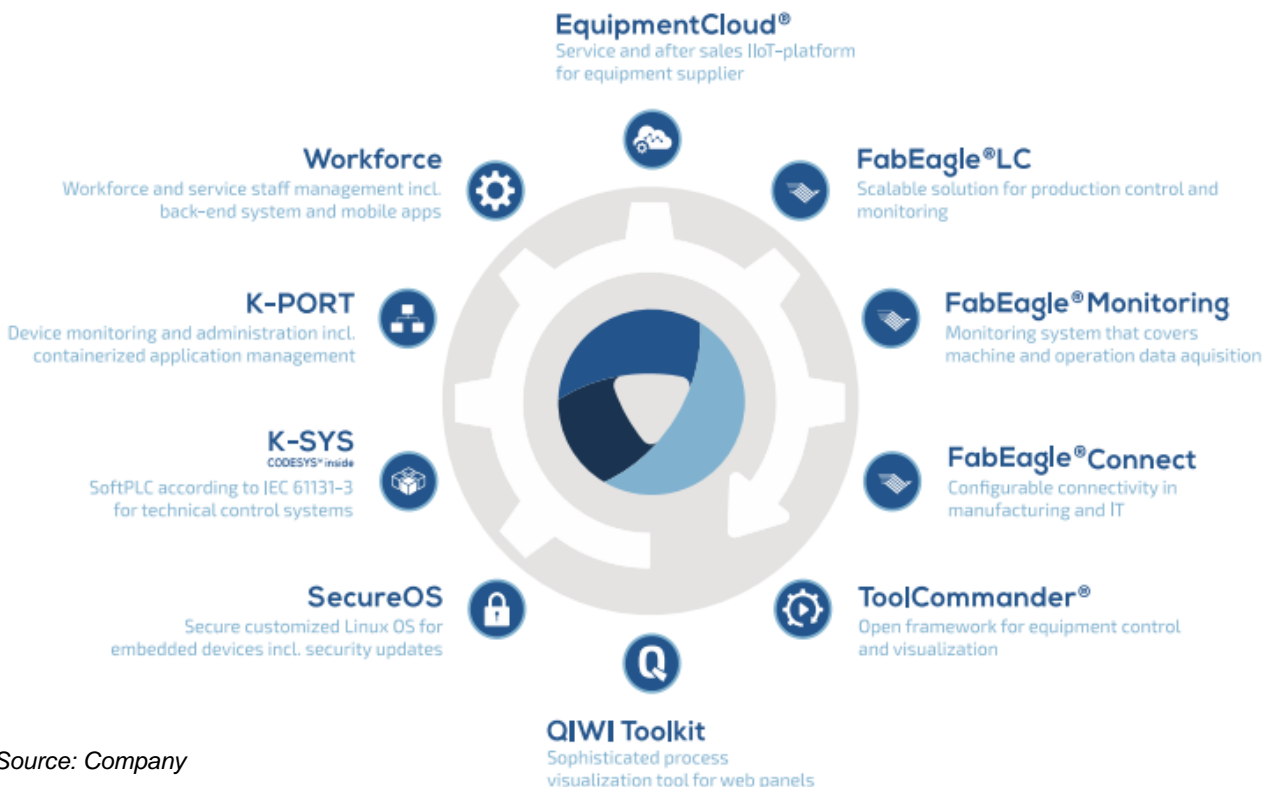 EquipmentCloud®
Service and after sales IIoT-platform
for equipment supplier
Workforce
Workforce and service staff management incl.
back-end system and mobile apps
FabEagle®LC
Scalable solution for production control and
monitoring
K-PORT
Device monitoring and administration incl.
containerized application management
FabEagle®Monitoring
Monitoring system that covers
machine and operation data aquisition
K-SYS
CODESYS® inside
SoftPLC according to IEC 61131-3
for technical control systems
FabEagle®Connect
Configurable connectivity in
manufacturing and IT
SecureOS
Secure customized Linux OS for
embedded devices incl. security updates
ToolCommander®
Open framework for equipment control
and visualization
Q
QIWI Toolkit
Sophisticated process
visualization tool for web panels
Source: Company